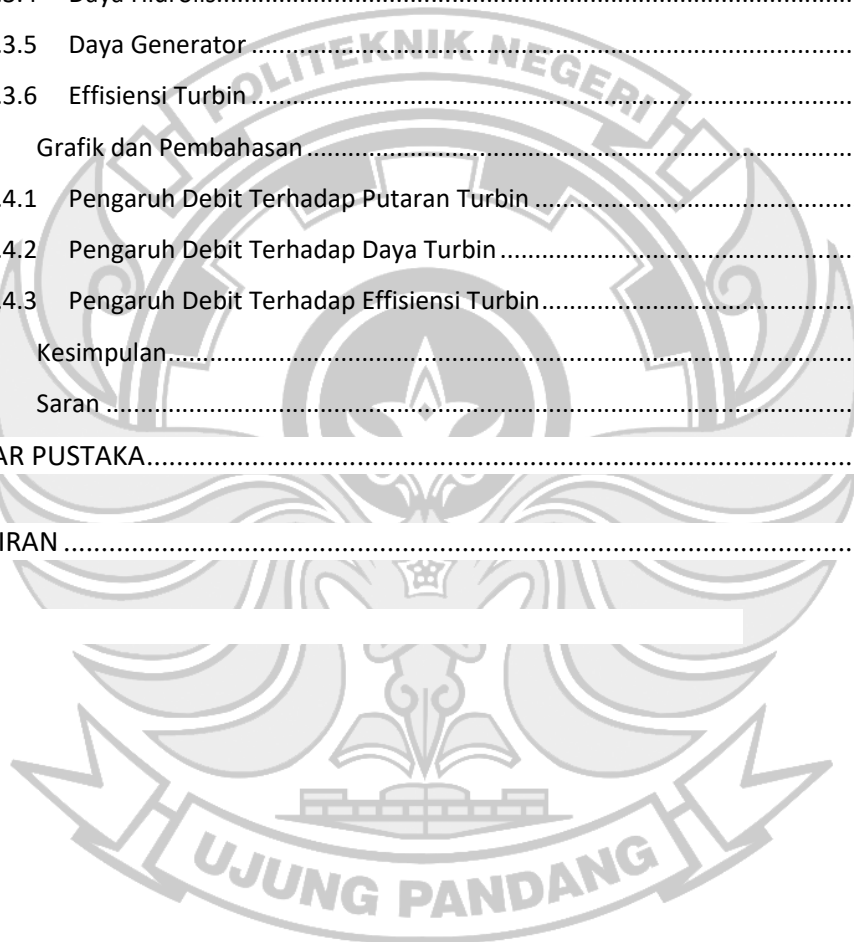 .3.5 Daya Generator
POLITEKNIK NEGERI
.3.6 Effisiensi Turbin
Grafik dan Pembahasan
.4.1 Pengaruh Debit Terhadap Putaran Turbin
.4.2 Pengaruh Debit Terhadap Daya Turbin
.4.3 Pengaruh Debit Terhadap Effisiensi Turbin
Kesimpulan
Saran
AR PUSTAKA
IRAN
UJUNG PANDANG